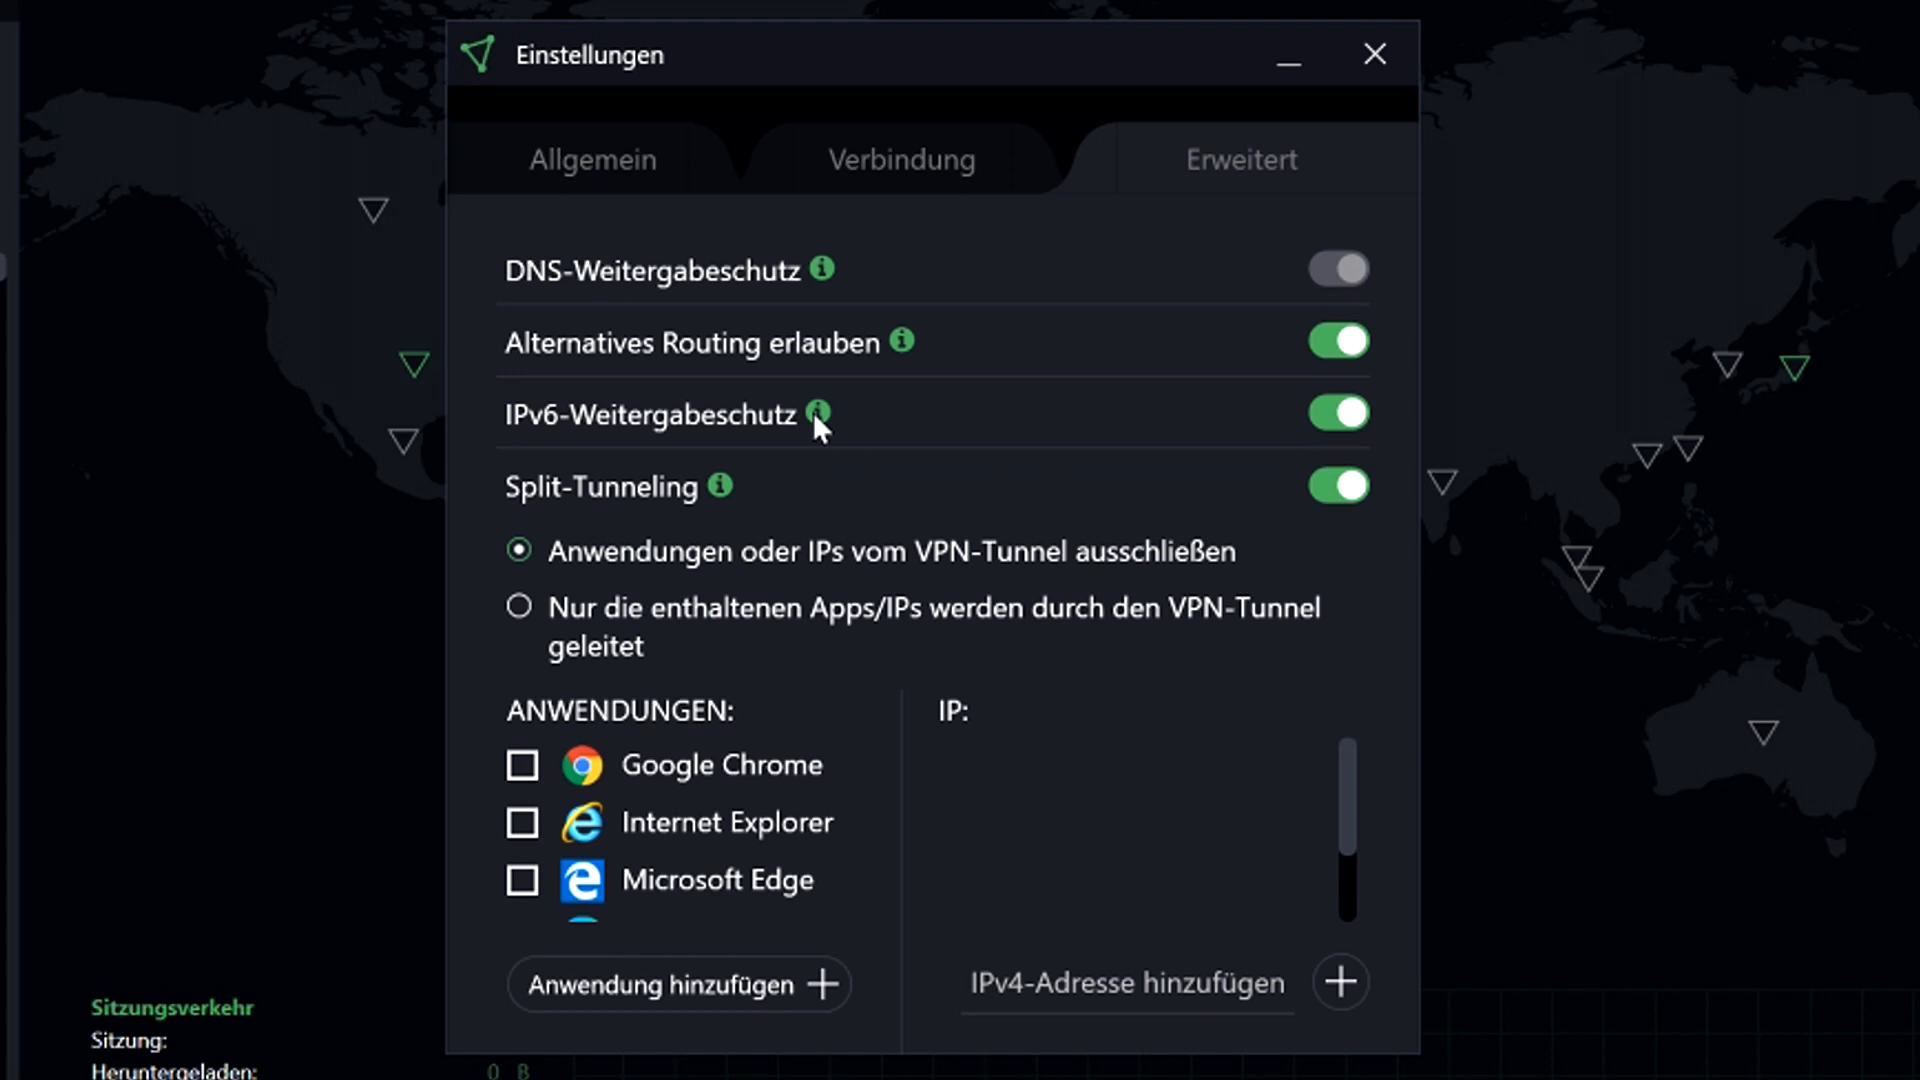 Einstellungen
Allgemein
Verbindung
Erweitert
DNS-Weitergabeschutz
Alternatives Routing erlauben
IPv6-Weitergabeschutz
Split-Tunneling
Anwendungen oder IPs vom VPN-Tunnel ausschließen
Nur die enthaltenen Apps/IPs werden durch den VPN-Tunnel
geleitet
ANWENDUNGEN:
IP:
Google Chrome
Internet Explorer
Microsoft Edge
Anwendung hinzufügen
IPv4-Adresse hinzufügen
Sitzungsverkehr
Sitzung:
Heruntergeladen:
0 B